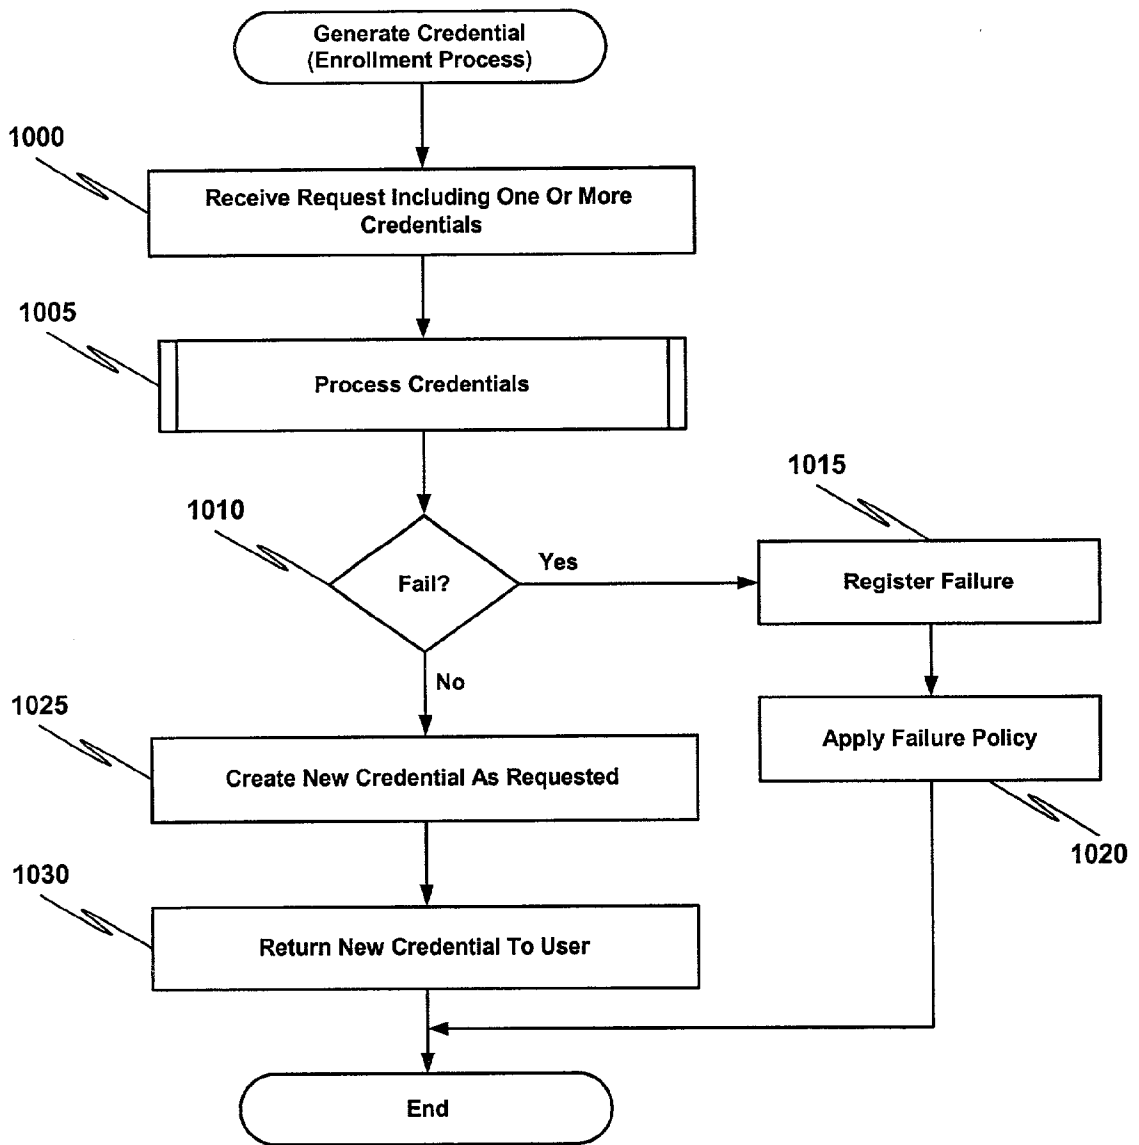 Generate Credential
(Enrollment Process)
1000
Receive Request Including One Or More
Credentials
1005
Process Credentials
1010
Fail?
Yes
1015
Register Failure
No
1025
Create New Credential As Requested
Apply Failure Policy
1020
1030
Return New Credential To User
End